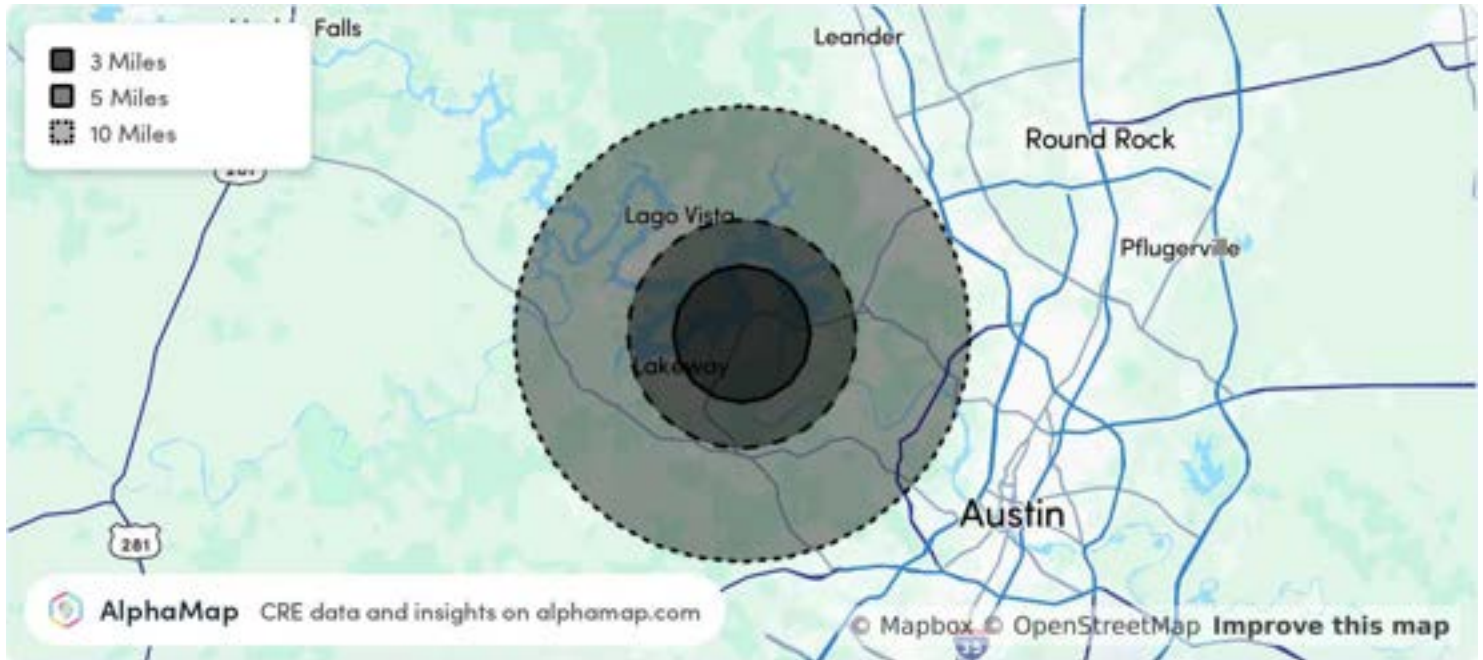 Falls
Leander
3 Miles
5 Miles
10 Miles
Round Rock
Lago Vista
Pflugerville
Lakeway
Austin
281
AlphaMap CRE data and insights on alphamap.com
© Mapbox © OpenStreetMap Improve this map
35